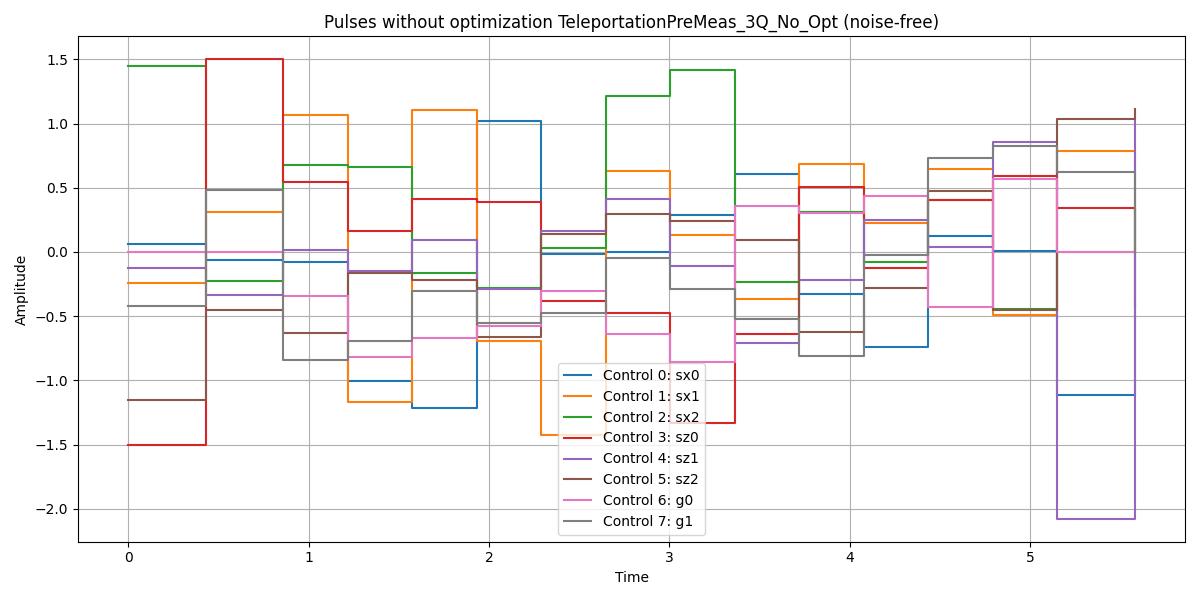 Pulses without optimization TeleportationPreMeas_3Q_No_Opt (noise-free)
1.5
1.0
0.5
0.0
−0.5
−1.0
−1.5
−2.0
Amplitude
Control 0: sx0
Control 1: sx1
Control 2: sx2
Control 3: sz0
Control 4: sz1
Control 5: sz2
Control 6: g0
Control 7: g1
0 1 2 3 4 5
Time